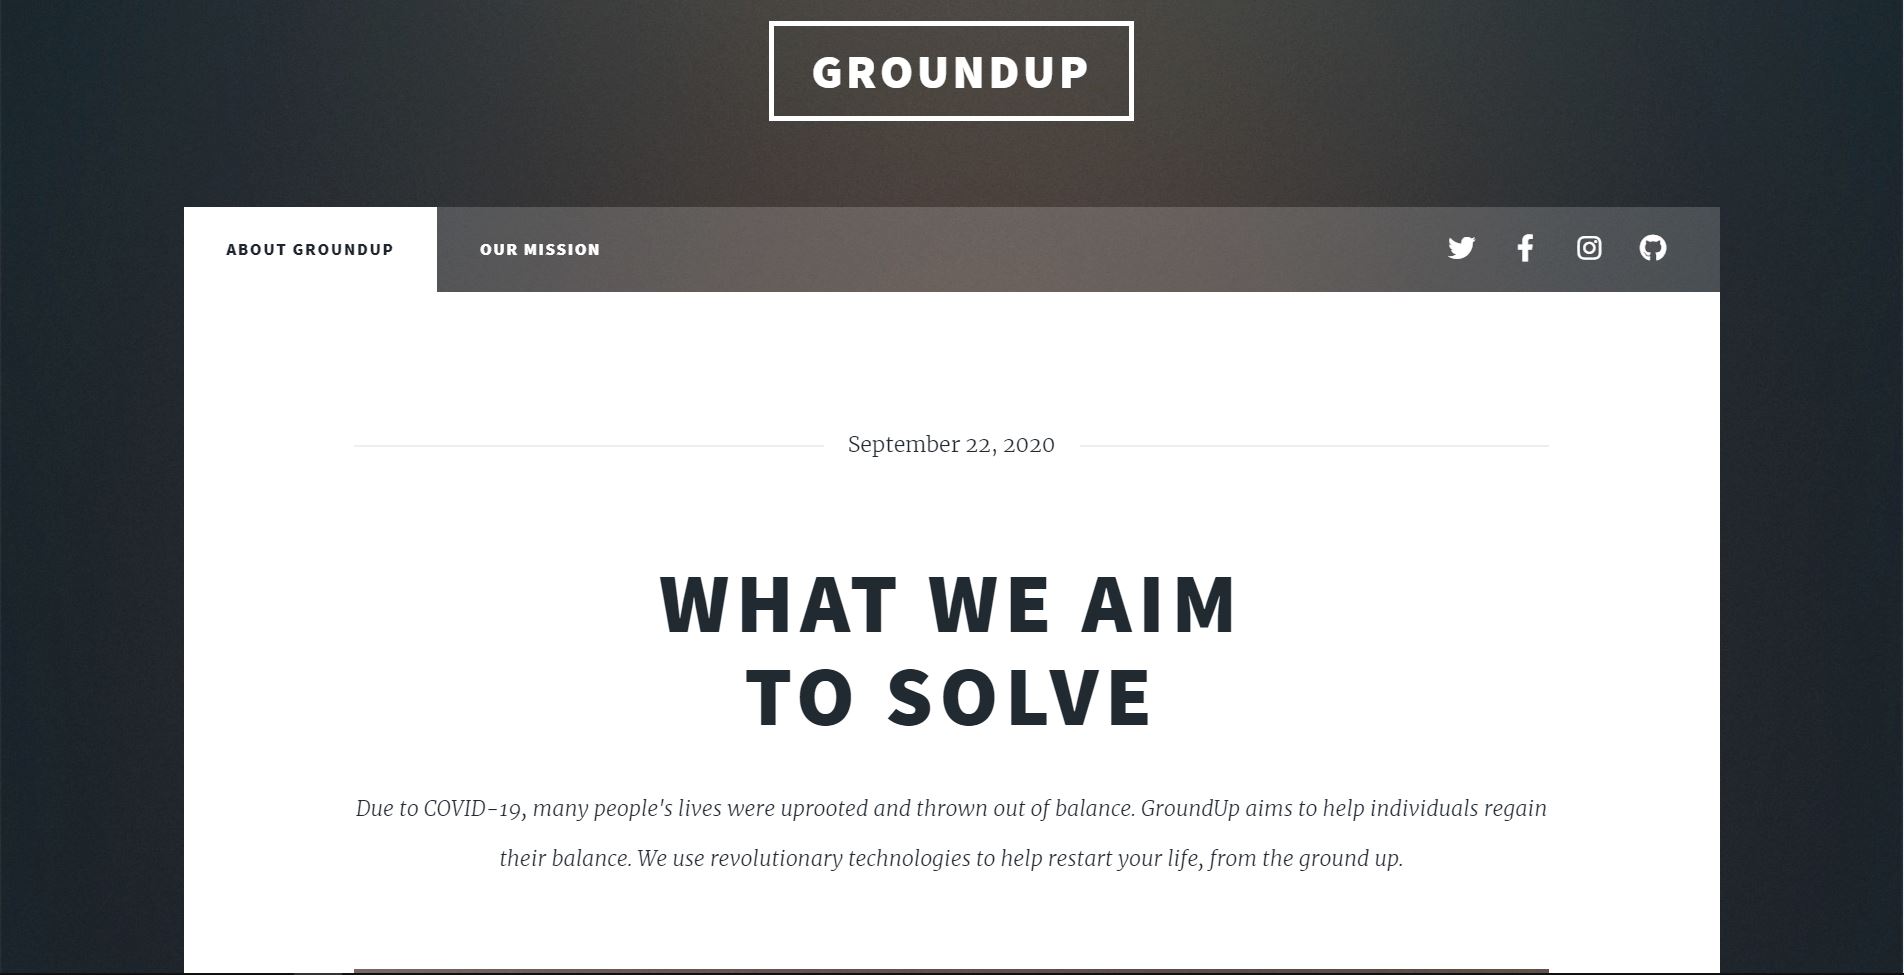 GROUNDUP
ABOUT GROUNDUP
OUR MISSION
September 22, 2020
WHAT WE AIM
TO SOLVE
Due to COVID-19, many people's lives were uprooted and thrown out of balance. GroundUp aims to help individuals regain
their balance. We use revolutionary technologies to help restart your life, from the ground up.